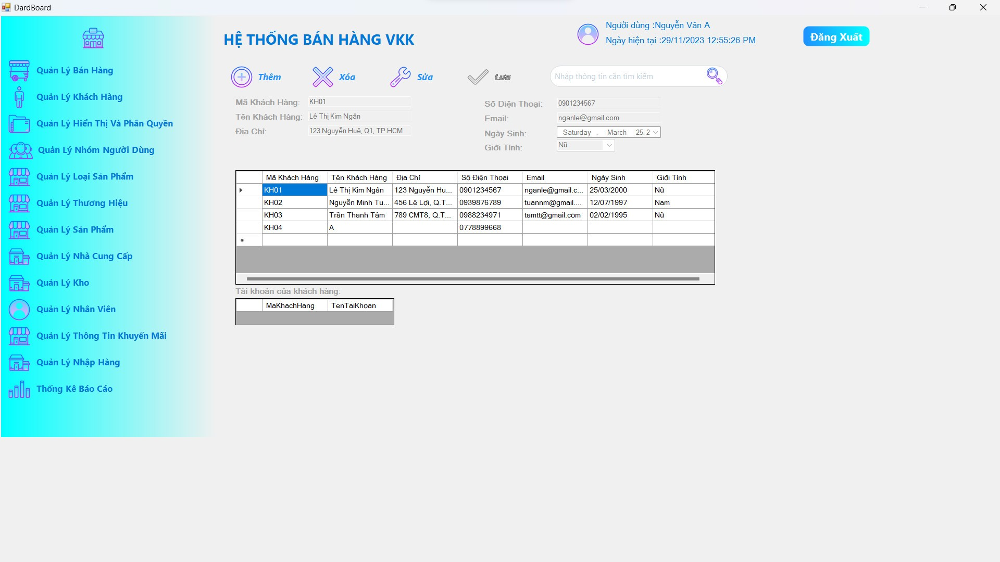 DardBoard
HỆ THỐNG BÁN HÀNG VKK
Người dùng :Nguyễn Văn A
Ngày hiện tại :29/11/2023 12:55:26 PM
Đăng Xuất
Quản Lý Bán Hàng
Quản Lý Khách Hàng
Quản Lý Hiển Thị Và Phân Quyền
Quản Lý Nhóm Người Dùng
Quản Lý Loại Sản Phẩm
Quản Lý Thương Hiệu
Quản Lý Sản Phẩm
Quản Lý Nhà Cung Cấp
Quản Lý Kho
Quản Lý Nhân Viên
Quản Lý Thông Tin Khuyến Mãi
Quản Lý Nhập Hàng
Thống Kê Báo Cáo
Thêm Xóa Sửa Lưu Nhập thông tin cần tìm kiếm
Mã Khách Hàng: KH01
Tên Khách Hàng: Lê Thị Kim Ngân
Địa Chỉ: 123 Nguyễn Huệ, Q1, TP.HCM
Số Diện Thoại: 0901234567
Email: nganle@gmail.com
Ngày Sinh: Saturday , March 25, 2
Giới Tính: Nữ
Mã Khách Hàng Tên Khách Hàng Địa Chỉ Số Điện Thoại Email Ngày Sinh Giới Tính
KH01 Lê Thị Kim Ngân 123 Nguyễn Hu... 0901234567 nganle@gmail.c... 25/03/2000 Nữ
KH02 Nguyễn Minh Tu... 456 Lê Lợi, Q.T... 0939876789 tuannm@gmail.... 12/07/1997 Nam
KH03 Trần Thanh Tâm 789 CMT8, Q.T... 0988234971 tamtt@gmail.com 02/02/1995 Nữ
KH04 A 0778899668
Tài khoản của khách hàng:
MaKhachHang TenTaiKhoan